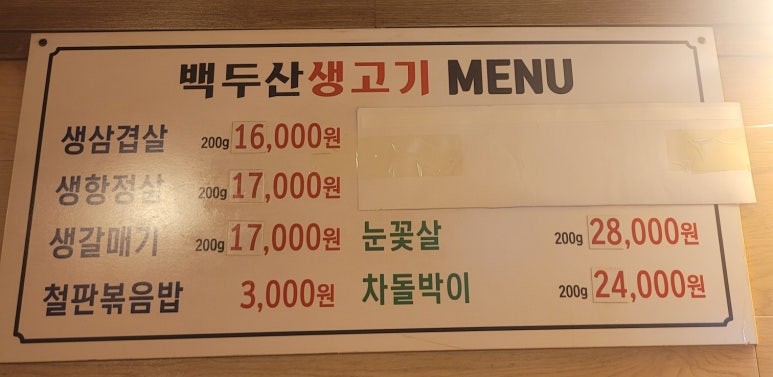 백두산생고기 MENU
생삼겹살 200g 16,000원
생항정살 200g 17,000원
생갈매기 200g 17,000원
철판볶음밥 3,000원
눈꽃살 200g 28,000원
차돌박이 200g 24,000원